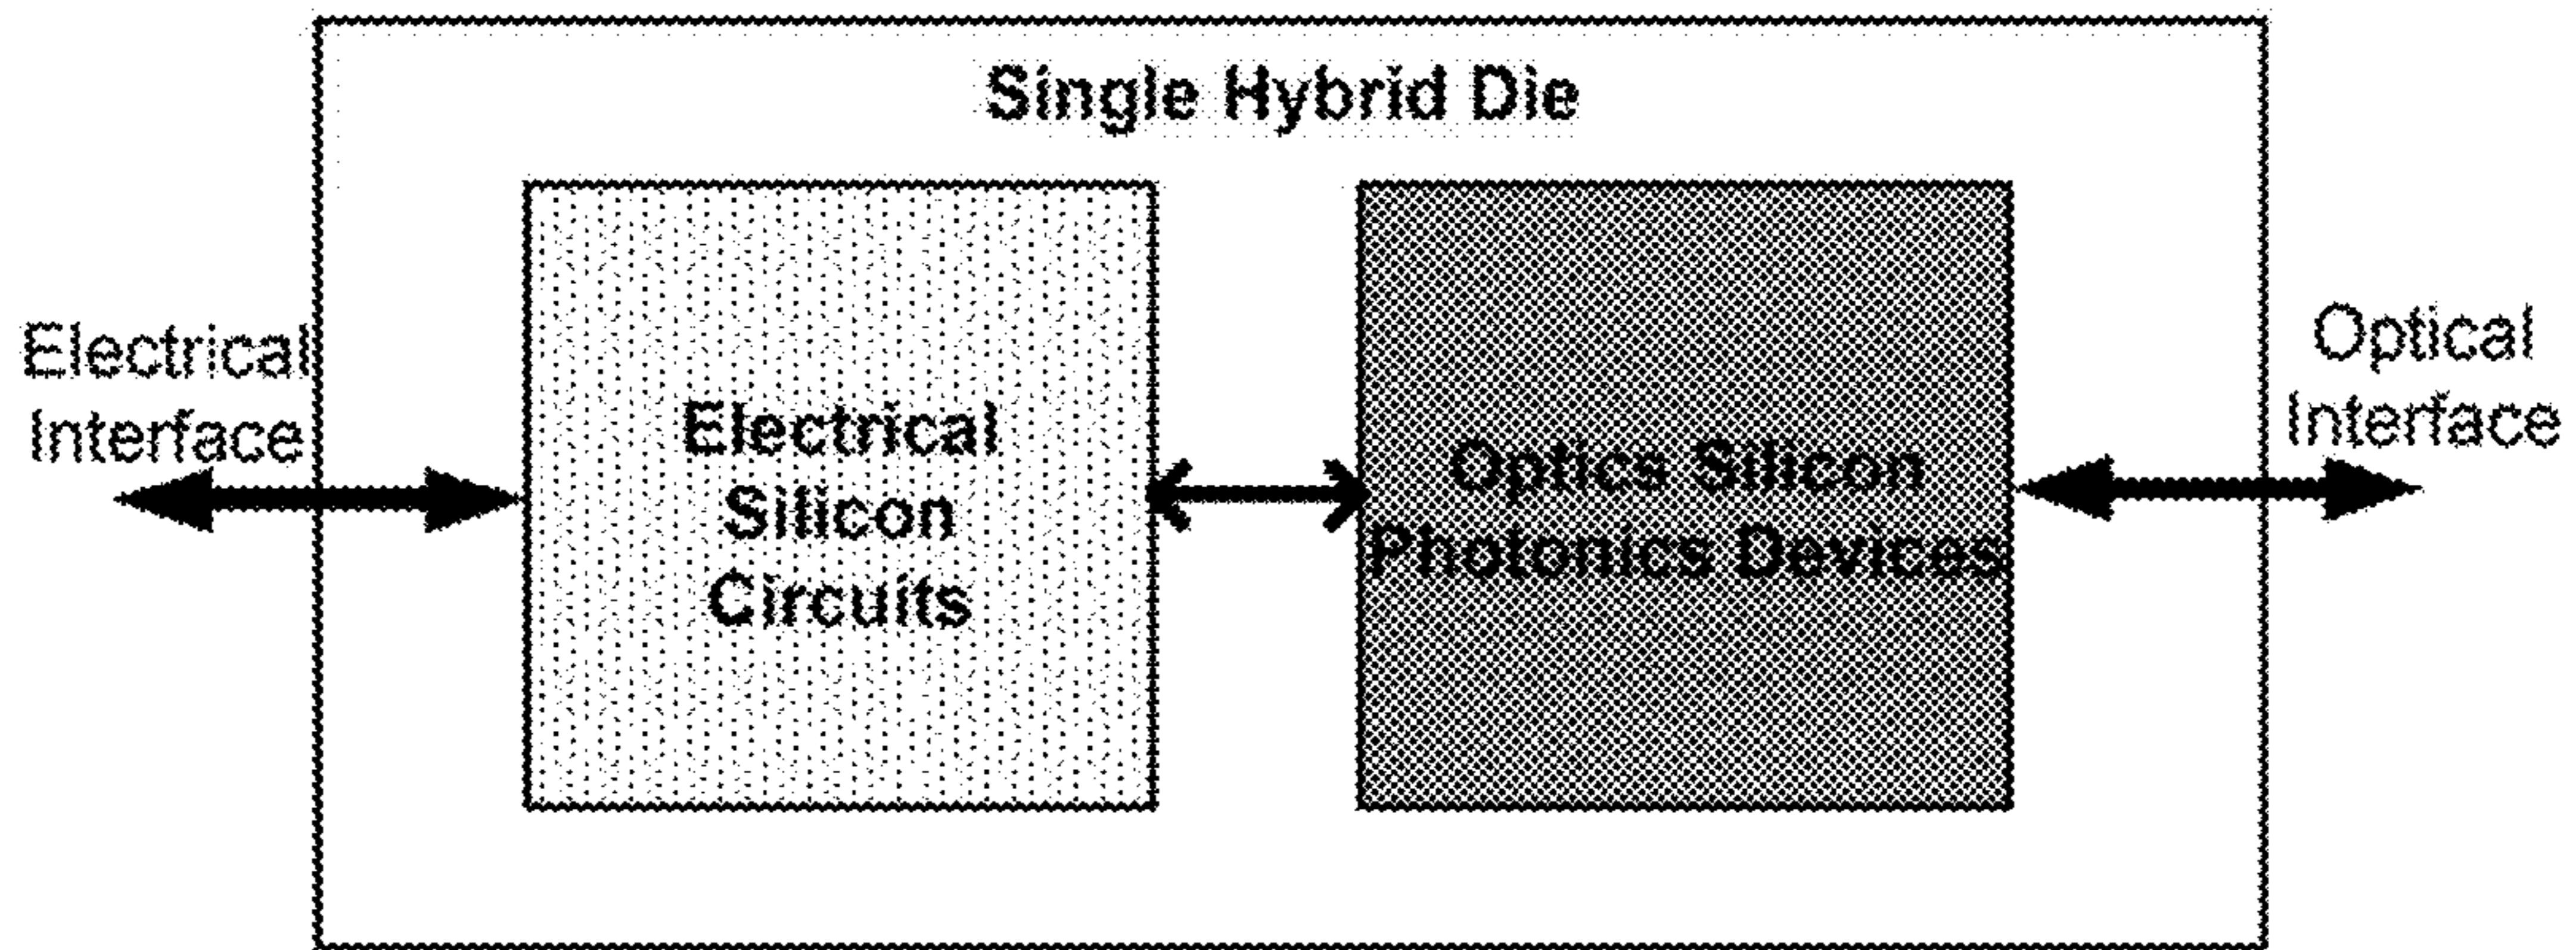 Single Hybrid Die
Electrical
Interface
Electrical
Silicon
Circuits
Optics Silicon
Photonics Devices
Optical
Interface